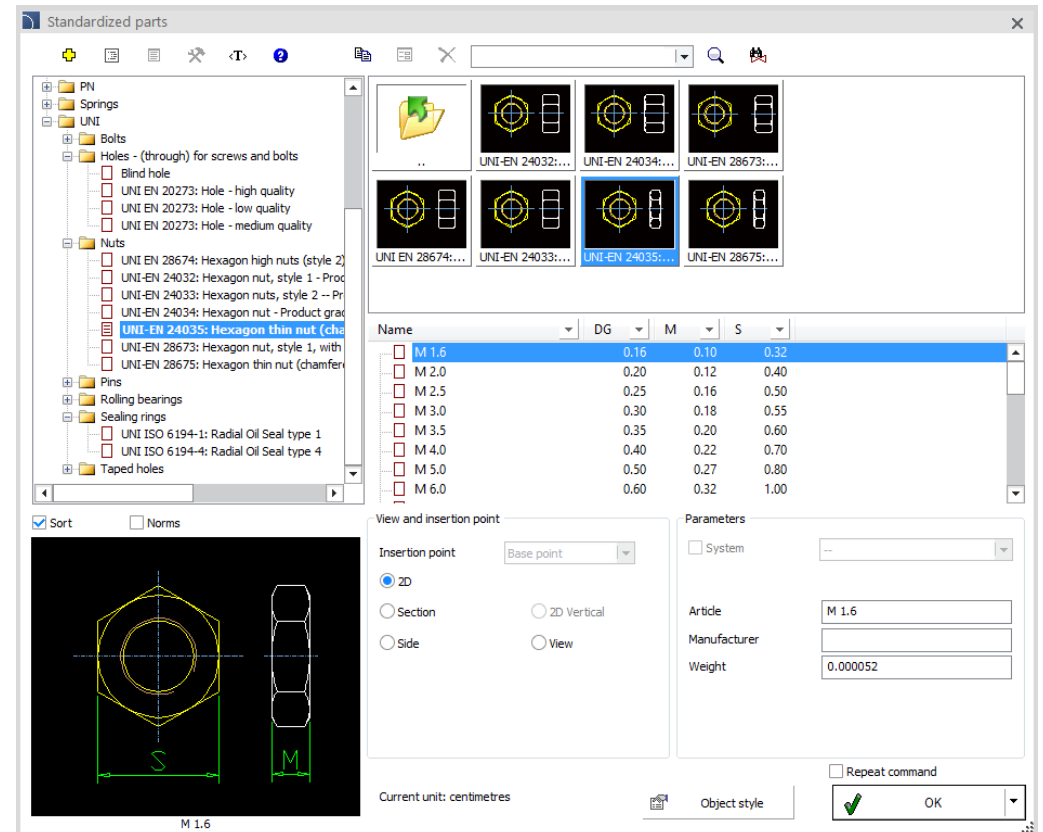 Standardized parts
<T>
PN
Springs
UNI
Bolts
Holes - (through) for screws and bolts
Blind hole
UNI EN 20273: Hole - high quality
UNI EN 20273: Hole - low quality
UNI EN 20273: Hole - medium quality
Nuts
UNI EN 28674: Hexagon high nuts (style 2)
UNI-EN 24032: Hexagon nut, style 1 - Proc
UNI-EN 24033: Hexagon nuts, style 2 -- Pr
UNI-EN 24034: Hexagon nut - Product grad
UNI-EN 24035: Hexagon thin nut (cha
UNI-EN 28673: Hexagon nut, style 1, with
UNI-EN 28675: Hexagon thin nut (chamfer
Pins
Rolling bearings
Sealing rings
UNI ISO 6194-1: Radial Oil Seal type 1
UNI ISO 6194-4: Radial Oil Seal type 4
Taped holes
.. UNI-EN 24032:... UNI-EN 24034:... UNI-EN 28673:...
UNI EN 28674:... UNI-EN 24033:... UNI-EN 24035:... UNI-EN 28675:...
Name DG M S
M 1.6 0.16 0.10 0.32
M 2.0 0.20 0.12 0.40
M 2.5 0.25 0.16 0.50
M 3.0 0.30 0.18 0.55
M 3.5 0.35 0.20 0.60
M 4.0 0.40 0.22 0.70
M 5.0 0.50 0.27 0.80
M 6.0 0.60 0.32 1.00
Sort Norms
S M
M 1.6
View and insertion point
Insertion point Base point
2D
Section 2D Vertical
Side View
Parameters
System --
Article M 1.6
Manufacturer
Weight 0.000052
Repeat command
Current unit: centimetres Object style OK